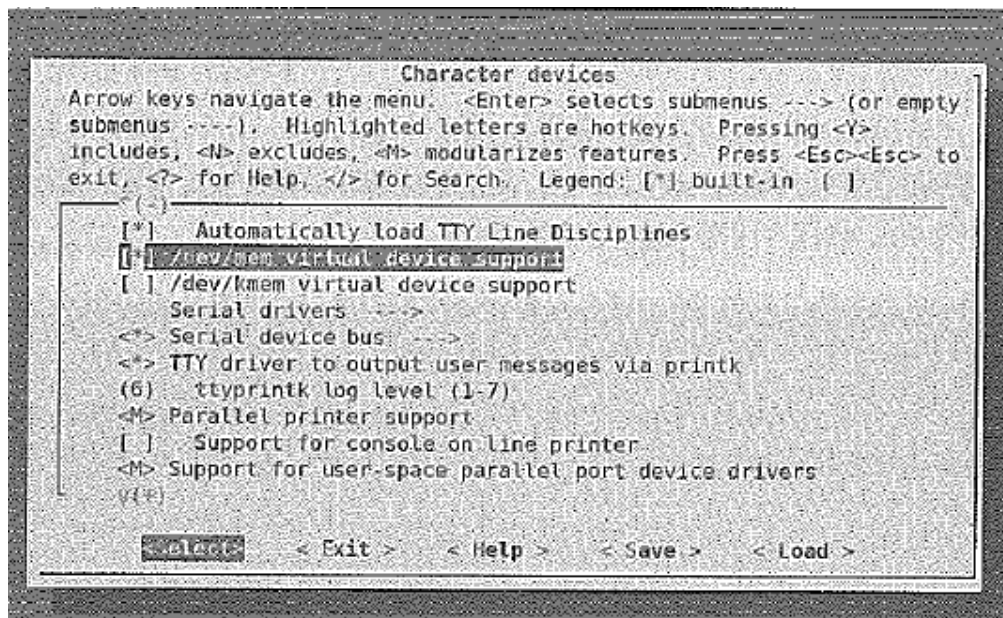 Character devices
Arrow keys navigate the menu.  <Enter> selects submenus ---> (or empty
submenus ----).  Highlighted letters are hotkeys.  Pressing <Y>
includes, <N> excludes, <M> modularizes features.  Press <Esc><Esc> to
exit, <?> for Help, </> for Search.  Legend: [*] built-in  [ ]
^(-)
[*]   Automatically load TTY Line Disciplines
[*] /dev/mem virtual device support
[ ] /dev/kmem virtual device support
Serial drivers  --->
<*> Serial device bus  --->
<*> TTY driver to output user messages via printk
(6)   ttyprintk log level (1-7)
<M> Parallel printer support
[ ]   Support for console on line printer
<M> Support for user-space parallel port device drivers
v(+)
<Select>    < Exit >    < Help >    < Save >    < Load >